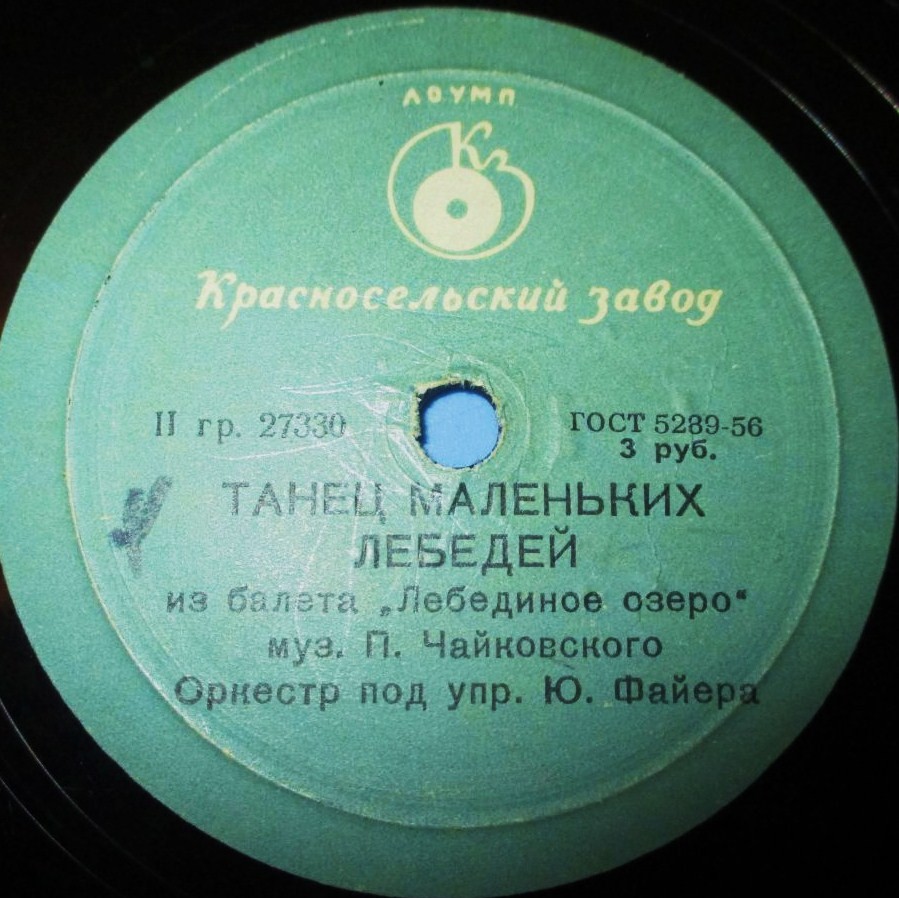 ЛОУМП
Кз
Красносельский завод
II гр. 27330 ГОСТ 5289-56
3 руб.
ТАНЕЦ МАЛЕНЬКИХ
ЛЕБЕДЕЙ
из балета „Лебединое озеро"
муз. П. Чайковского
Оркестр под упр. Ю. Файера